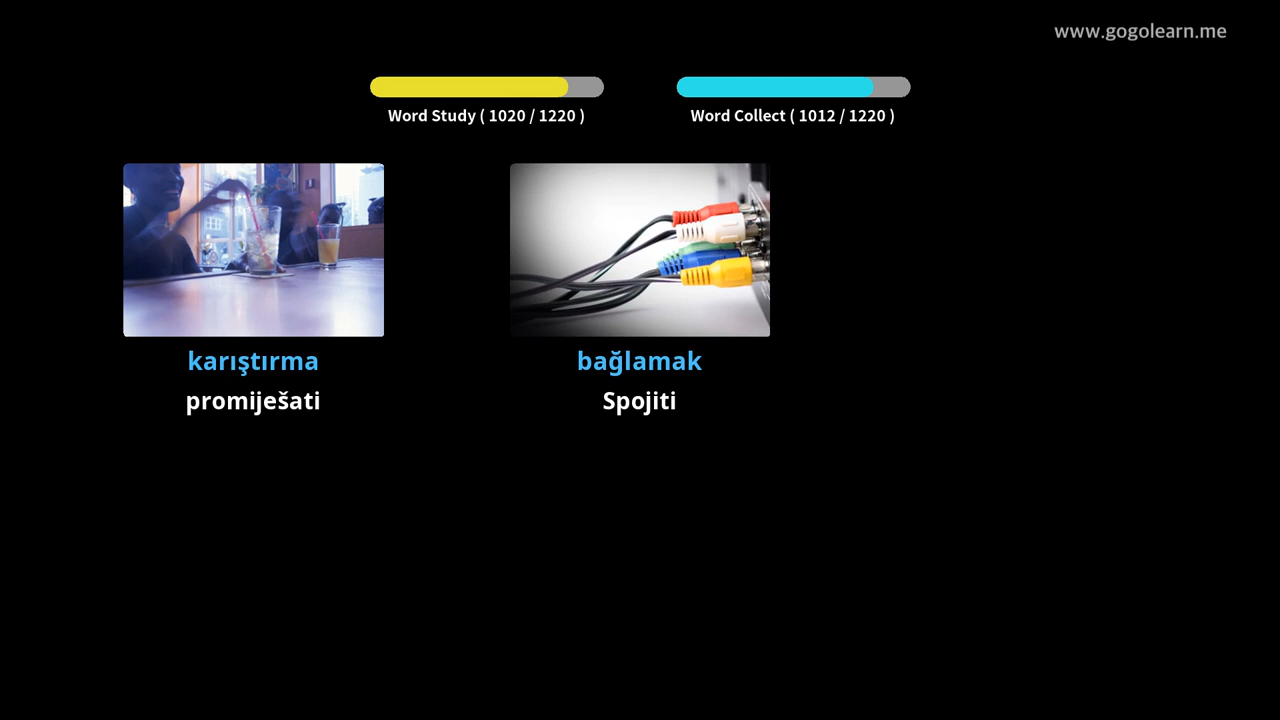 www.gogolearn.me
Word Study ( 1020 / 1220 )
Word Collect ( 1012 / 1220 )
karıştırma
promiješati
bağlamak
Spojiti